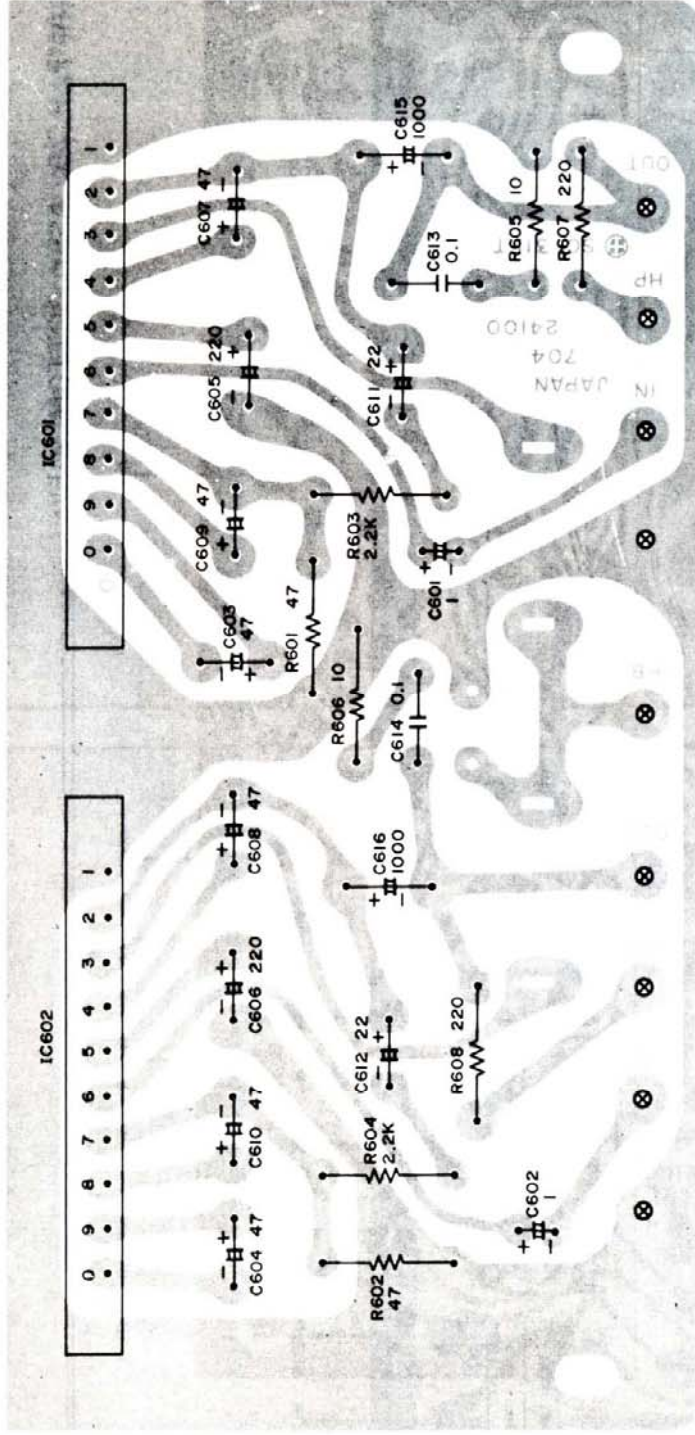 IC602
IC601
0 9 8 7 6 5 4 3 2 1
0 9 8 7 6 5 4 3 2 1
− + 47
C604
+ − 47
C610
− + 220
C606
+ − 47
C608
− C603
+ 47
+ − 47
C609
− + 220
C605
+ − 47
C607
R602
47
R604
2.2K
− + 22
C612
+ C616
− 1000
R606 10
C614 0.1
R601 47
R603
2.2K
− + 22
C611
C613
0.1
+ C615
− 1000
+ C602
− 1
R608 220
+
C601
−
1
R605 10
R607 220
JAPAN
704
24100
IN
HP
OUT